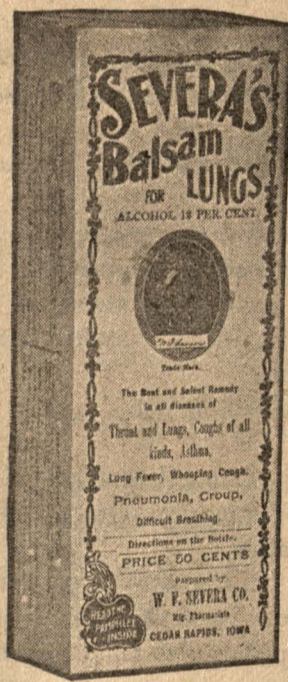 SEVERA'S
Balsam
FOR LUNGS
ALCOHOL 12 PER CENT.
Trade Mark.
The Best and Safest Remedy
in all diseases of
Throat and Lungs, Coughs of all
kinds, Asthma,
Lung Fever, Whooping Cough,
Pneumonia, Croup,
Difficult Breathing.
Directions on the Bottle.
PRICE 50 CENTS
Prepared by
W. F. SEVERA CO.
Mfg. Pharmacists
CEDAR RAPIDS, IOWA
PAMPHLET
INSIDE